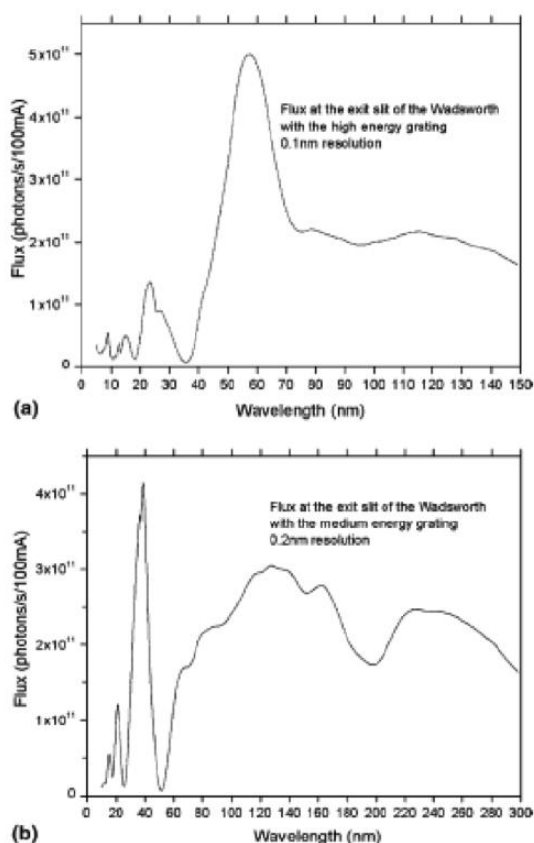 5x10¹¹
4x10¹¹
3x10¹¹
2x10¹¹
1x10¹¹
0
Flux (photons/s/100mA)
Flux at the exit slit of the Wadsworth
with the high energy grating
0.1nm resolution
0 10 20 30 40 50 60 70 80 90 100 110 120 130 140 150
(a)
Wavelength (nm)
4x10¹¹
3x10¹¹
2x10¹¹
1x10¹¹
0
Flux (photons/s/100mA)
Flux at the exit slit of the Wadsworth
with the medium energy grating
0.2nm resolution
0 20 40 60 80 100 120 140 160 180 200 220 240 260 280 300
(b)
Wavelength (nm)